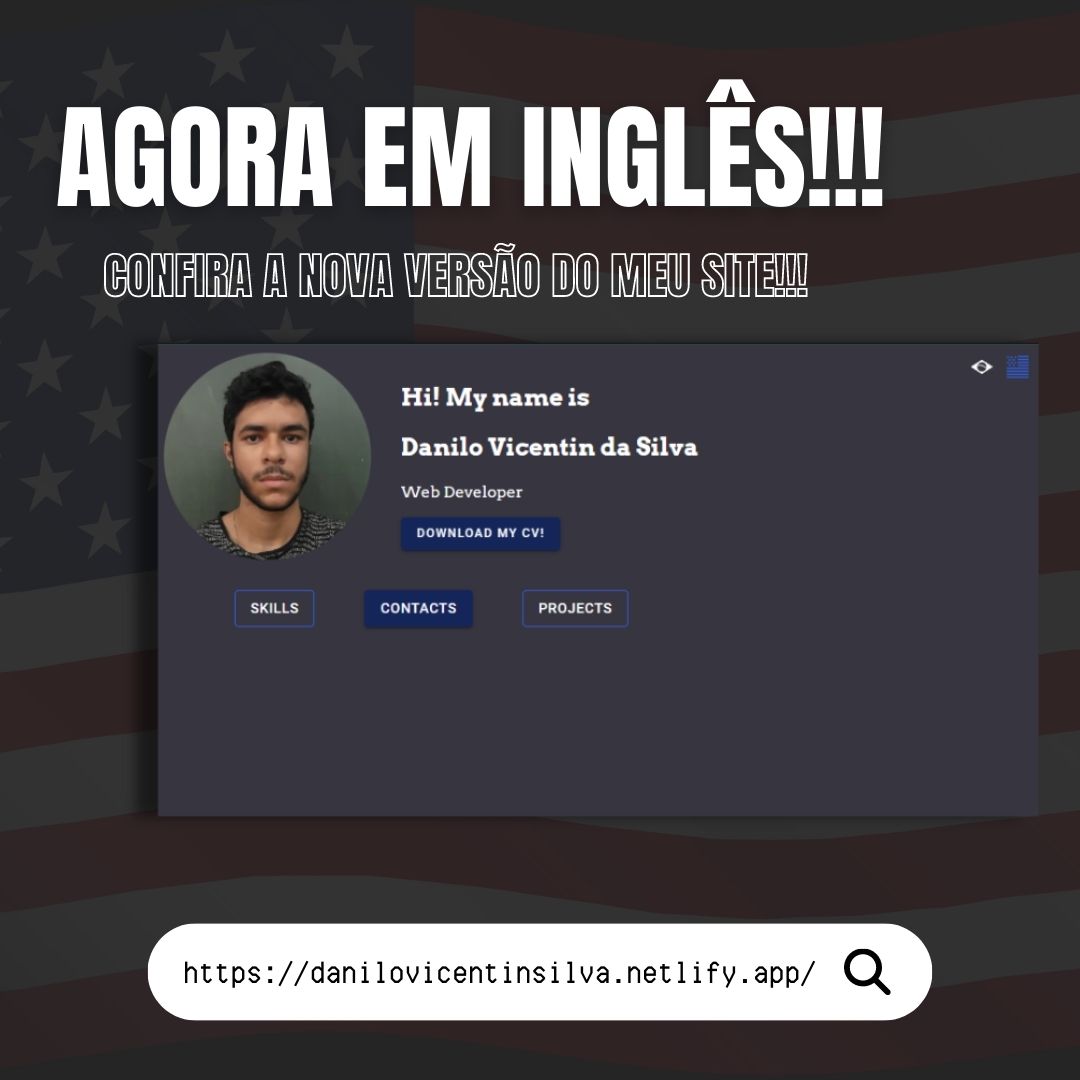 AGORA EM INGLÊS!!!
CONFIRA A NOVA VERSÃO DO MEU SITE!!!
Hi! My name is
Danilo Vicentin da Silva
Web Developer
DOWNLOAD MY CV!
SKILLS CONTACTS PROJECTS
https://danilovicentinsilva.netlify.app/